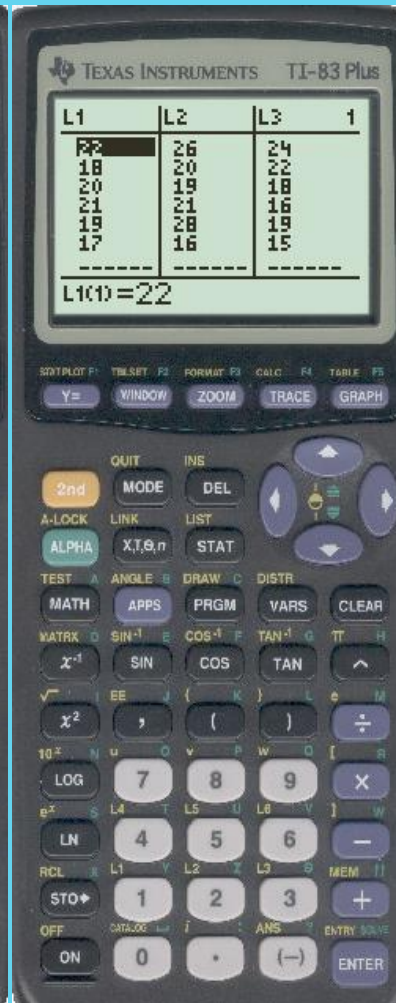 TEXAS INSTRUMENTS TI-83 Plus
L1 L2 L3 1
22 26 24
18 20 22
20 19 18
21 21 16
19 28 19
17 16 15
------ ------ ------
L1(1)=22
STAT PLOT F1 TBLSET F2 FORMAT F3 CALC F4 TABLE F5
Y= WINDOW ZOOM TRACE GRAPH
QUIT INS
2nd MODE DEL
A-LOCK LINK LIST
ALPHA X,T,θ,n STAT
TEST A ANGLE B DRAW C DISTR
MATH APPS PRGM VARS CLEAR
MATRX D SIN⁻¹ E COS⁻¹ F TAN⁻¹ G π H
x⁻¹ SIN COS TAN ^
√ I EE J { K } L e M
x² , ( ) ÷
10ˣ N u O v P w Q [ R
LOG 7 8 9 ×
eˣ S L4 T L5 U L6 V ] W
LN 4 5 6 −
RCL X L1 Y L2 Z L3 θ MEM "
STO➧ 1 2 3 +
OFF CATALOG i : ANS ? ENTRY SOLVE
ON 0 . (−) ENTER